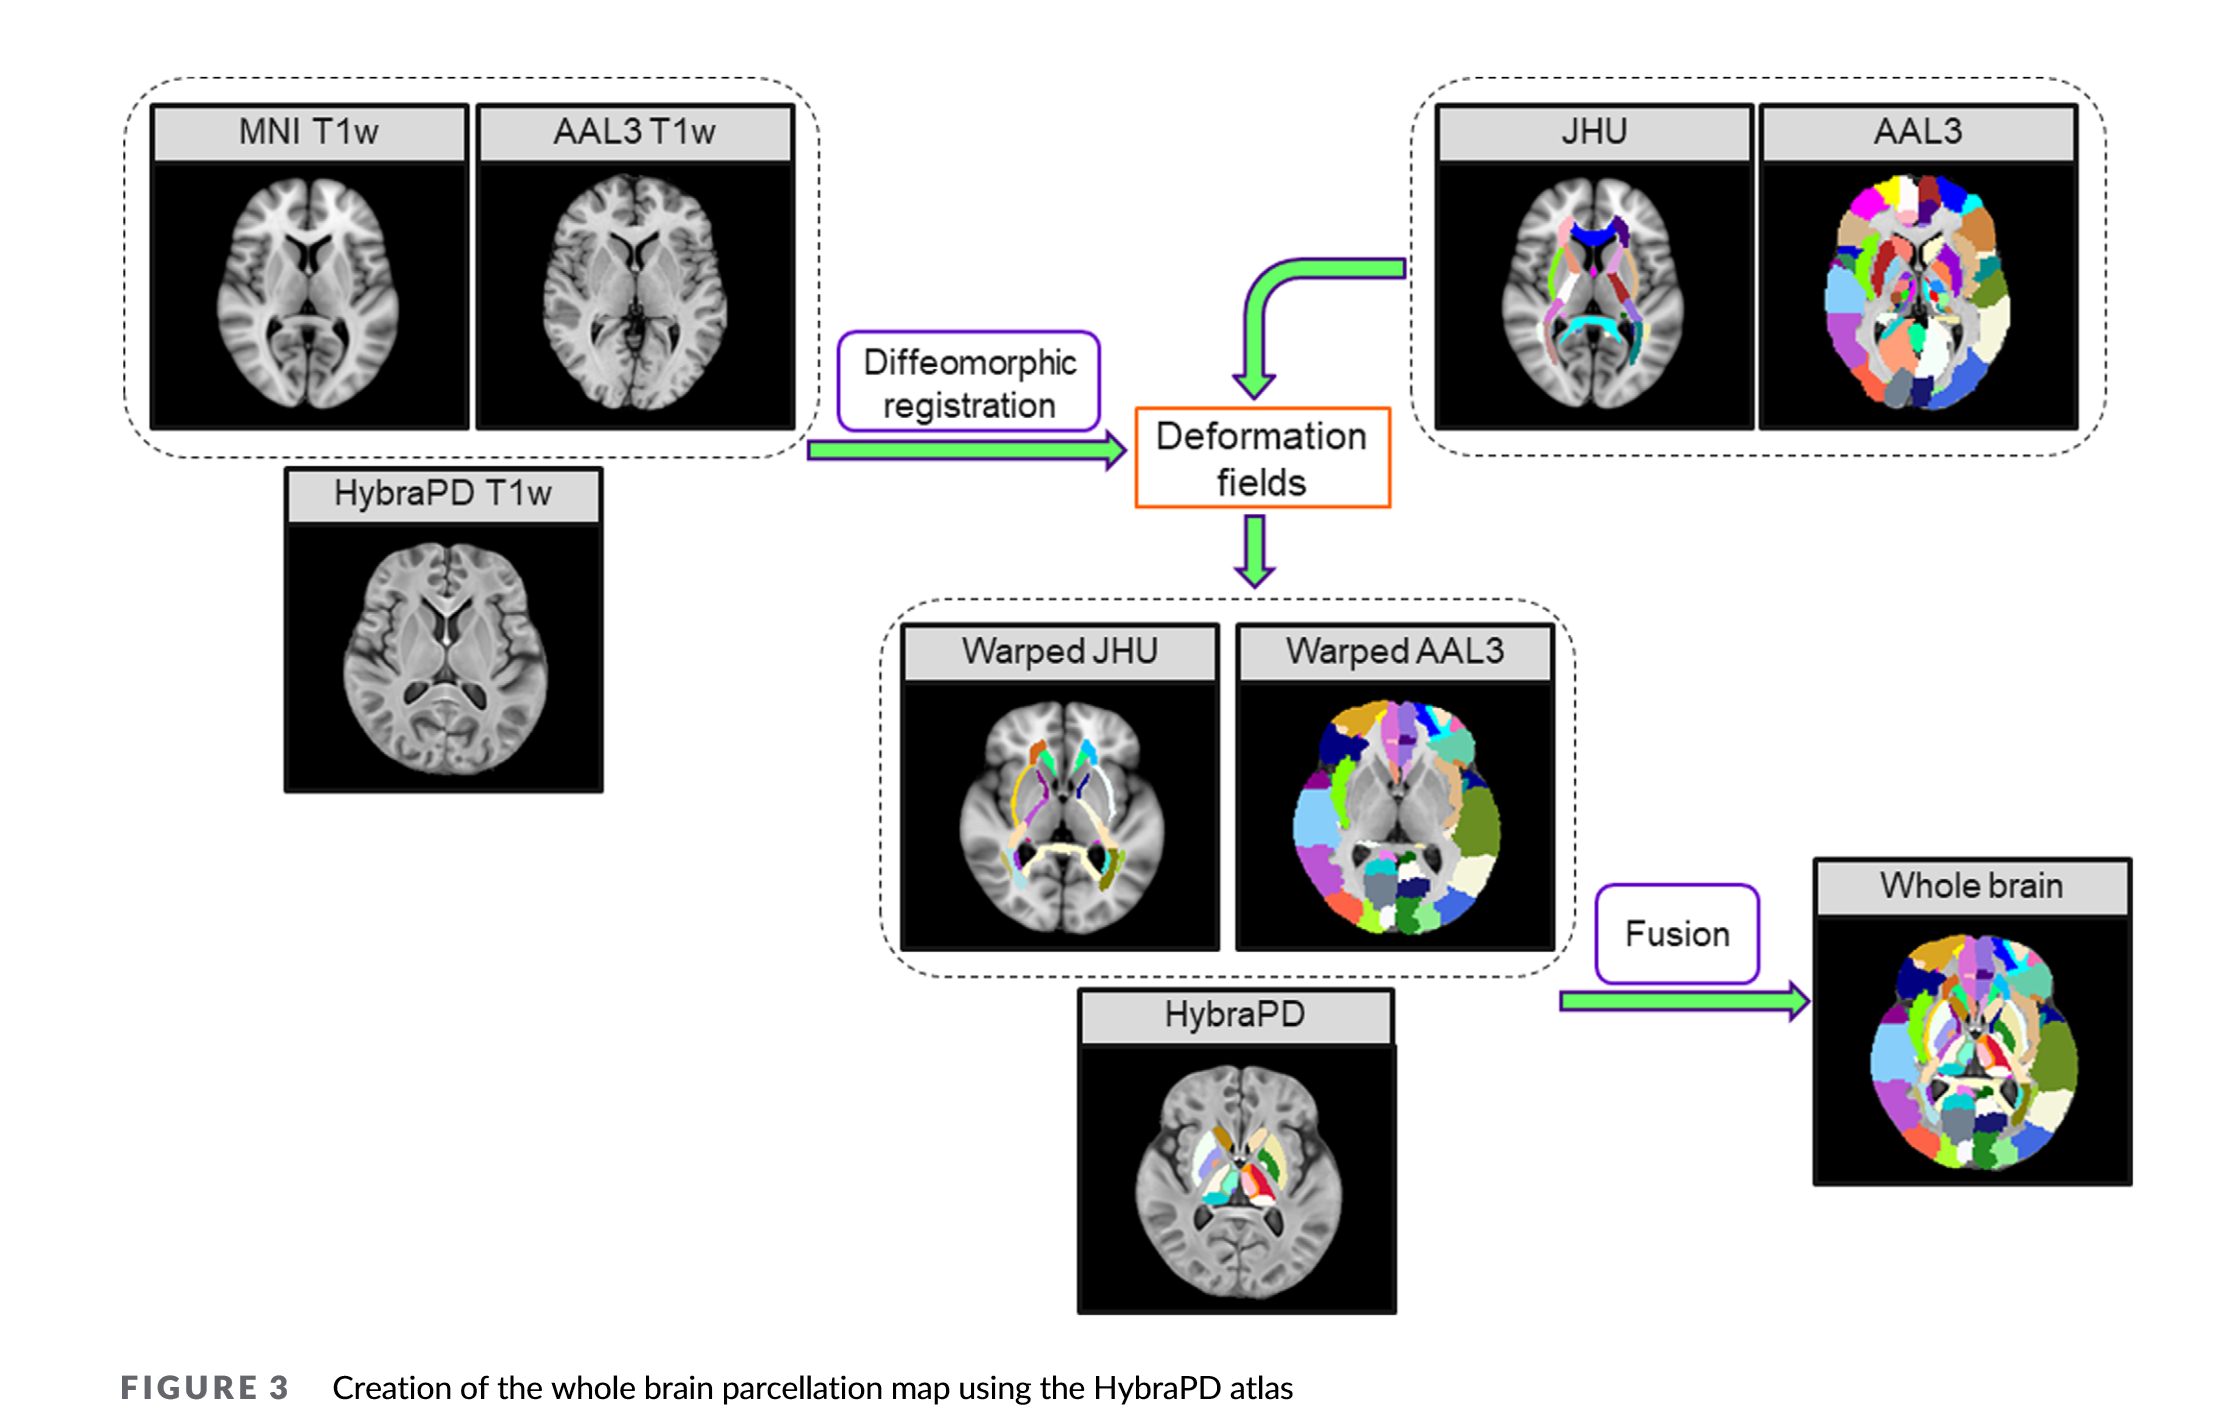 MNI T1w
AAL3 T1w
JHU
AAL3
Diffeomorphic
registration
Deformation
fields
HybraPD T1w
Warped JHU
Warped AAL3
Fusion
Whole brain
HybraPD
FIGURE 3 Creation of the whole brain parcellation map using the HybraPD atlas